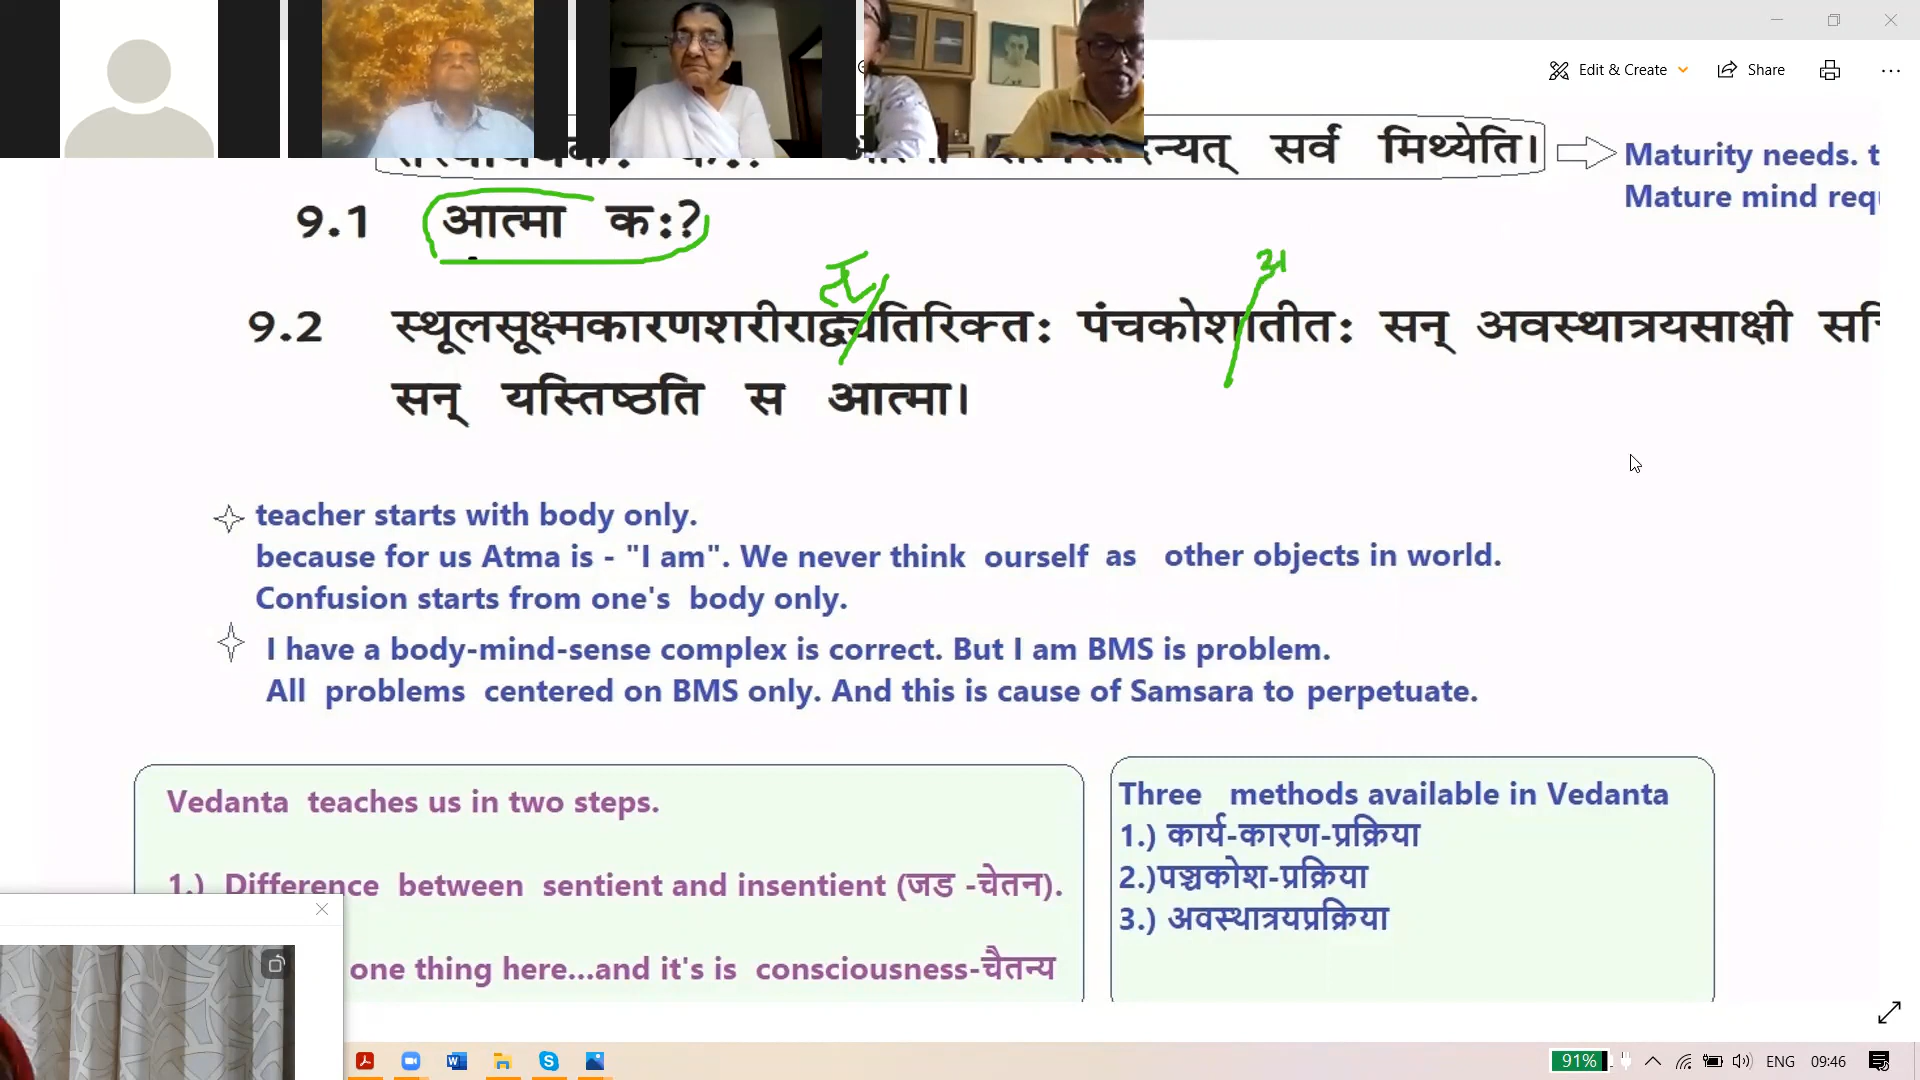 Edit & Create
Share
सर्वं मिथ्येति।
Maturity needs. t
Mature mind req
9.1 आत्मा कः?
9.2 स्थूलसूक्ष्मकारणशरीराद्व्यतिरिक्तः पंचकोशातीतः सन् अवस्थात्रयसाक्षी
सन् यस्तिष्ठति स आत्मा।
teacher starts with body only.
because for us Atma is - "I am". We never think ourself as other objects in world.
Confusion starts from one's body only.
I have a body-mind-sense complex is correct. But I am BMS is problem.
All problems centered on BMS only. And this is cause of Samsara to perpetuate.
Vedanta teaches us in two steps.
1.) Difference between sentient and insentient (जड -चेतन).
one thing here...and it's is consciousness-चैतन्य
Three methods available in Vedanta
1.) कार्य-कारण-प्रक्रिया
2.)पञ्चकोश-प्रक्रिया
3.) अवस्थात्रयप्रक्रिया
91%
ENG
09:46